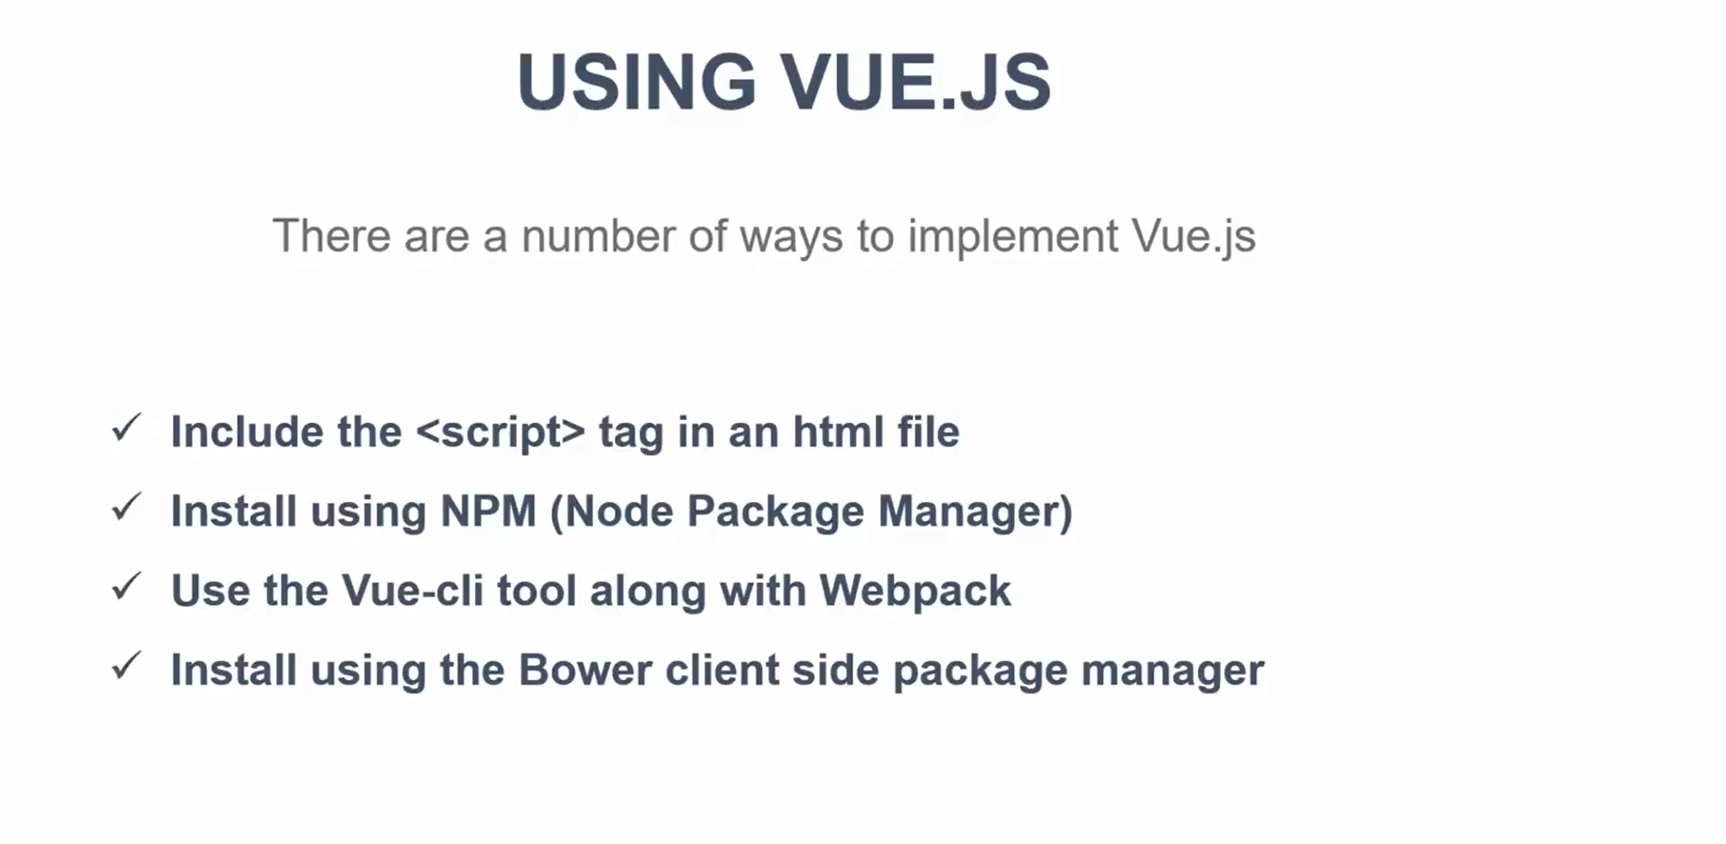 USING VUE.JS
There are a number of ways to implement Vue.js
✓ Include the <script> tag in an html file
✓ Install using NPM (Node Package Manager)
✓ Use the Vue-cli tool along with Webpack
✓ Install using the Bower client side package manager